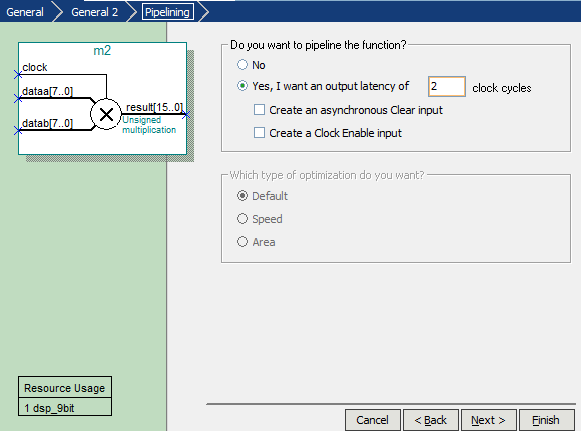 General General 2 Pipelining
m2
clock
dataa[7..0]
datab[7..0]
result[15..0]
Unsigned
multiplication
Resource Usage
1 dsp_9bit
Do you want to pipeline the function?
No
Yes, I want an output latency of 2 clock cycles
Create an asynchronous Clear input
Create a Clock Enable input
Which type of optimization do you want?
Default
Speed
Area
Cancel < Back Next > Finish